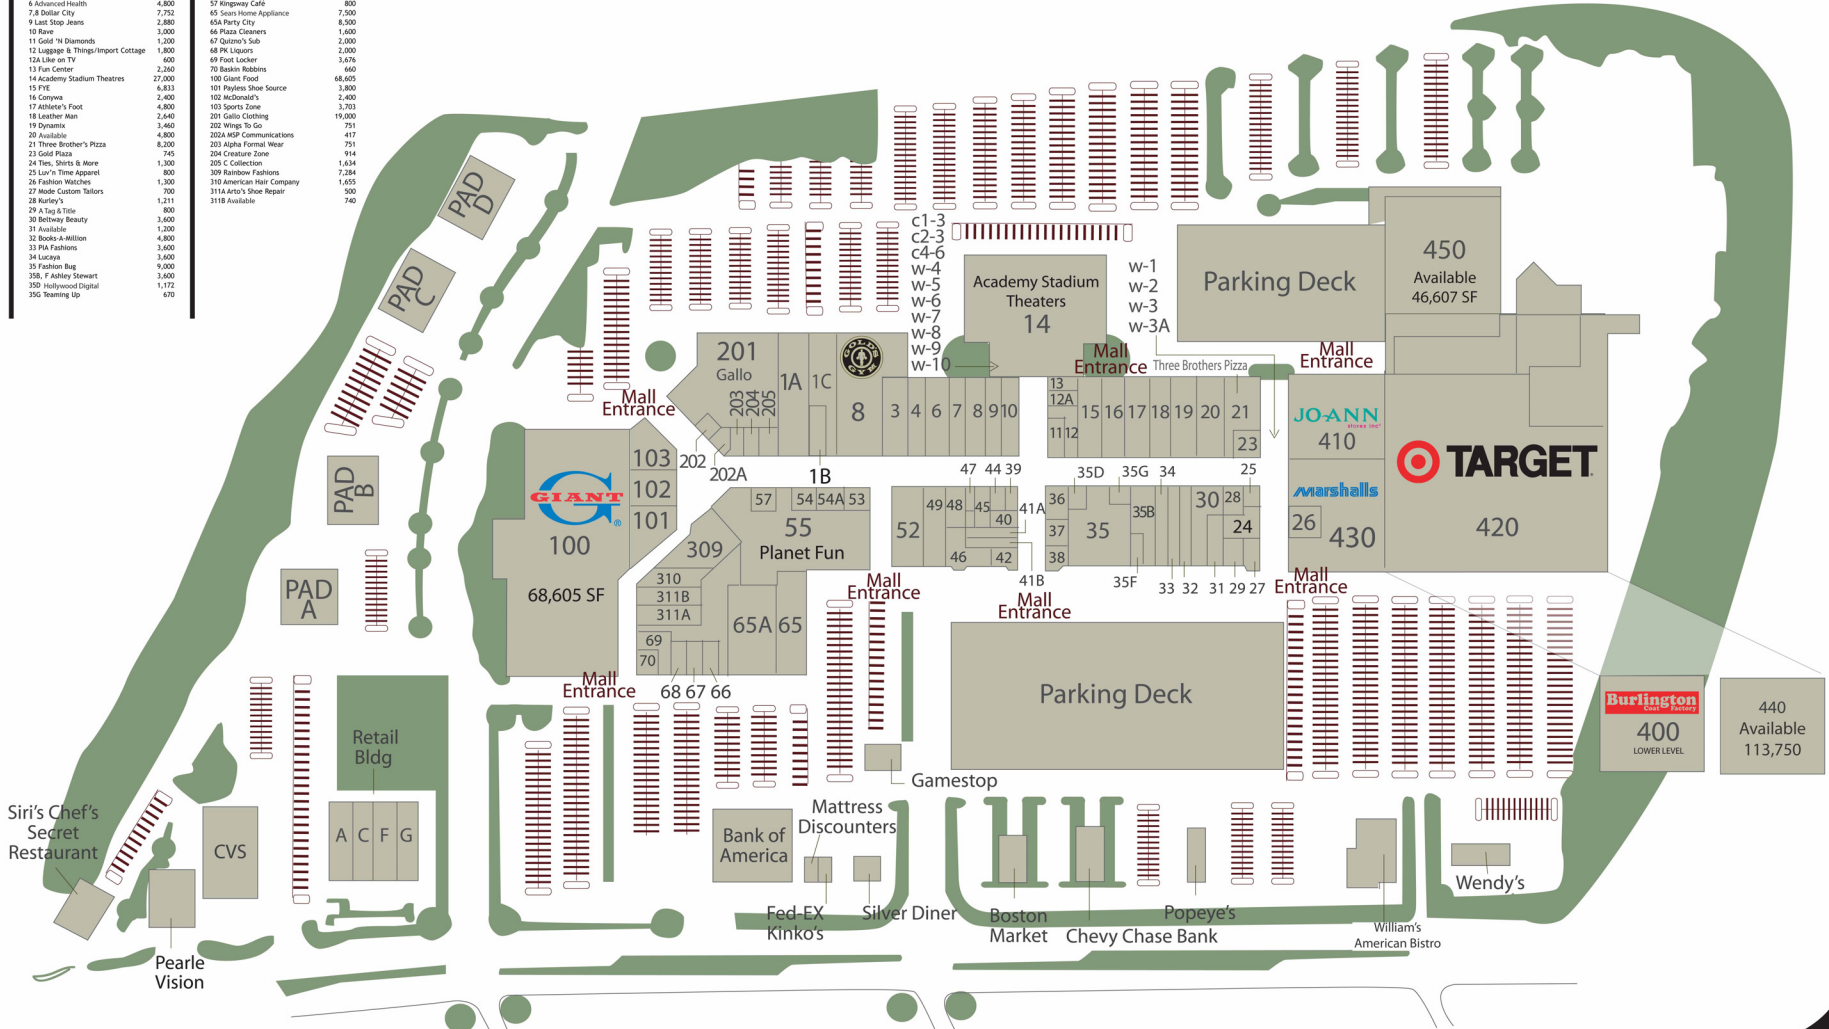 6 Advanced Health 4,800
7,8 Dollar City 7,752
9 Last Stop Jeans 2,880
10 Rave 3,000
11 Gold 'N Diamonds 1,200
12 Luggage & Things/Import Cottage 1,800
12A Like on TV 600
13 Fun Center 2,260
14 Academy Stadium Theatres 27,000
15 FYE 6,833
16 Conywa 2,400
17 Athlete's Foot 4,800
18 Leather Man 2,640
19 Dynamix 3,460
20 Available 4,800
21 Three Brother's Pizza 8,200
23 Gold Plaza 745
24 Ties, Shirts & More 1,300
25 Luv'n Time Apparel 800
26 Fashion Watches 1,300
27 Mode Custom Tailors 700
28 Kurley's 1,211
29 A Tag & Title 800
30 Beltway Beauty 3,600
31 Available 1,200
32 Books-A-Million 4,800
33 PIA Fashions 3,600
34 Lucaya 3,600
35 Fashion Bug 9,000
35B, F Ashley Stewart 3,600
35D Hollywood Digital 1,172
35G Teaming Up 670
57 Kingsway Café 800
65 Sears Home Appliance 7,500
65A Party City 8,500
66 Plaza Cleaners 1,600
67 Quizno's Sub 2,000
68 PK Liquors 2,000
69 Foot Locker 3,676
70 Baskin Robbins 660
100 Giant Food 68,605
101 Payless Shoe Source 3,800
102 McDonald's 2,400
103 Sports Zone 3,703
201 Gallo Clothing 19,000
202 Wings To Go 751
202A MSP Communications 417
203 Alpha Formal Wear 751
204 Creature Zone 914
205 C Collection 1,634
309 Rainbow Fashions 7,284
310 American Hair Company 1,655
311A Arto's Shoe Repair 500
311B Available 740
PAD
D
PAD
C
PAD
B
PAD
A
c1-3
c2-3
c4-6
w-4
w-5
w-6
w-7
w-8
w-9
w-10
Academy Stadium
Theaters
14
w-1
w-2
w-3
w-3A
Parking Deck
450
Available
46,607 SF
Mall
Entrance
Mall
Entrance
Three Brothers Pizza
Mall
Entrance
201
Gallo
203
204
205
1A
1C
GOLD'S
GYM
8
3
4
6
7
8
9
10
13
12A
11
12
15
16
17
18
19
20
21
23
JO-ANN
stores inc
410
TARGET
420
Marshalls
26
430
103
102
101
202
202A
1B
GIANT
100
68,605 SF
57
54
54A
53
55
Planet Fun
309
310
311B
311A
69
70
65A
65
68
67
66
47
44
39
52
49
48
45
40
41A
46
42
41B
35D
35G
34
25
36
37
38
35
35B
30
28
24
35F
33
32
31
29
27
Mall
Entrance
Mall
Entrance
Mall
Entrance
Mall
Entrance
Parking Deck
Burlington
Coat Factory
400
LOWER LEVEL
440
Available
113,750
Retail
Bldg
A
C
F
G
Siri's Chef's
Secret
Restaurant
CVS
Pearle
Vision
Gamestop
Mattress
Discounters
Bank of
America
Fed-EX
Kinko's
Silver Diner
Boston
Market
Chevy Chase Bank
Popeye's
William's
American Bistro
Wendy's